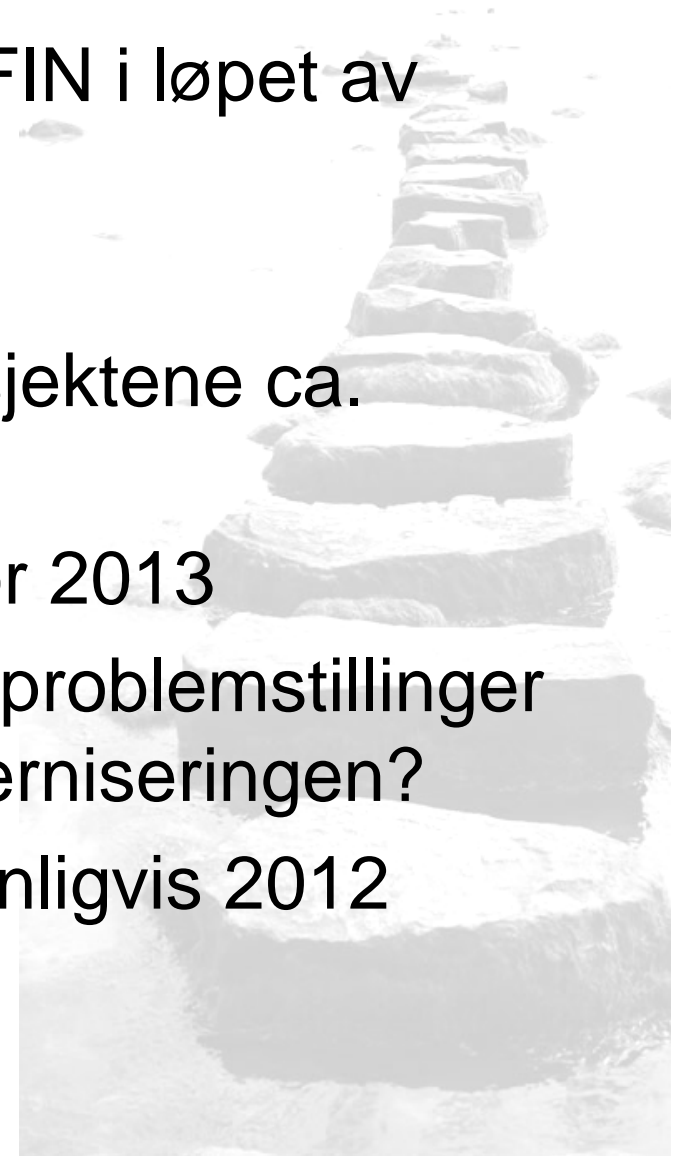 FIN i løpet av
jektene ca.
r 2013
problemstillinger
erniseringen?
nligvis 2012